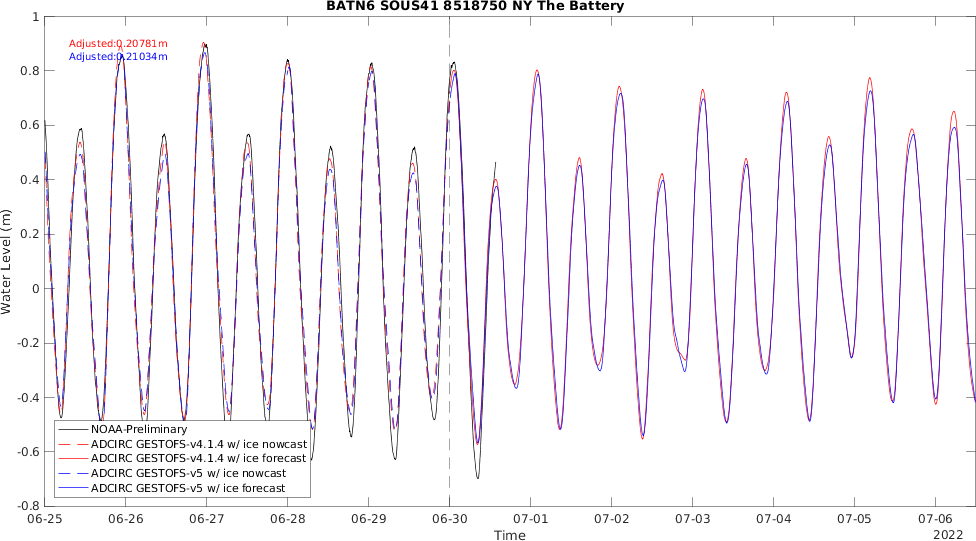 BATN6 SOUS41 8518750 NY The Battery
Adjusted:0.20781m
Adjusted:0.21034m
Water Level (m)
1
0.8
0.6
0.4
0.2
0
-0.2
-0.4
-0.6
-0.8
NOAA-Preliminary
ADCIRC GESTOFS-v4.1.4 w/ ice nowcast
ADCIRC GESTOFS-v4.1.4 w/ ice forecast
ADCIRC GESTOFS-v5 w/ ice nowcast
ADCIRC GESTOFS-v5 w/ ice forecast
06-25 06-26 06-27 06-28 06-29 06-30 07-01 07-02 07-03 07-04 07-05 07-06
Time
2022